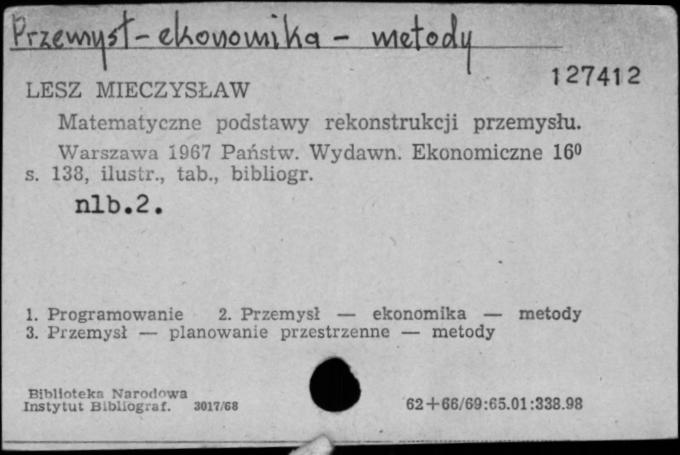 Przemysł - ekonomika - metody
127412
LESZ MIECZYSŁAW
Matematyczne podstawy rekonstrukcji przemysłu.
Warszawa 1967 Państw. Wydawn. Ekonomiczne 16⁰
s. 138, ilustr., tab., bibliogr.
nlb.2.
1. Programowanie 2. Przemysł — ekonomika — metody
3. Przemysł — planowanie przestrzenne — metody
Biblioteka Narodowa
Instytut Bibliograf. 3017/68 62+66/69:65.01:338.98